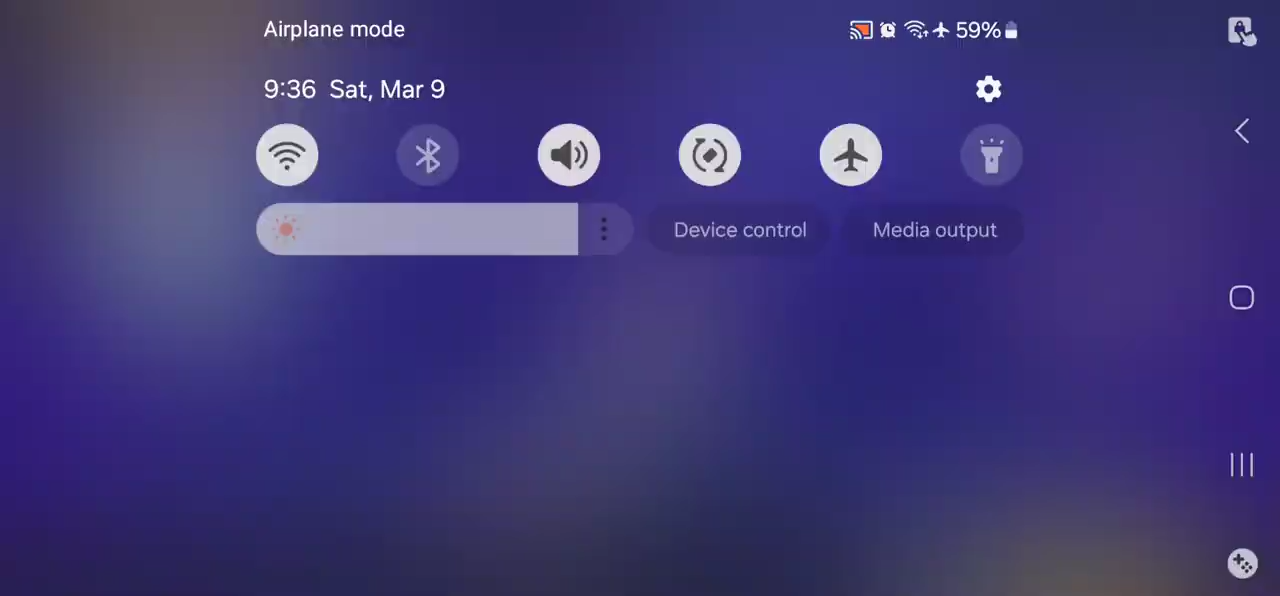 Airplane mode
59%
9:36 Sat, Mar 9
Device control
Media output